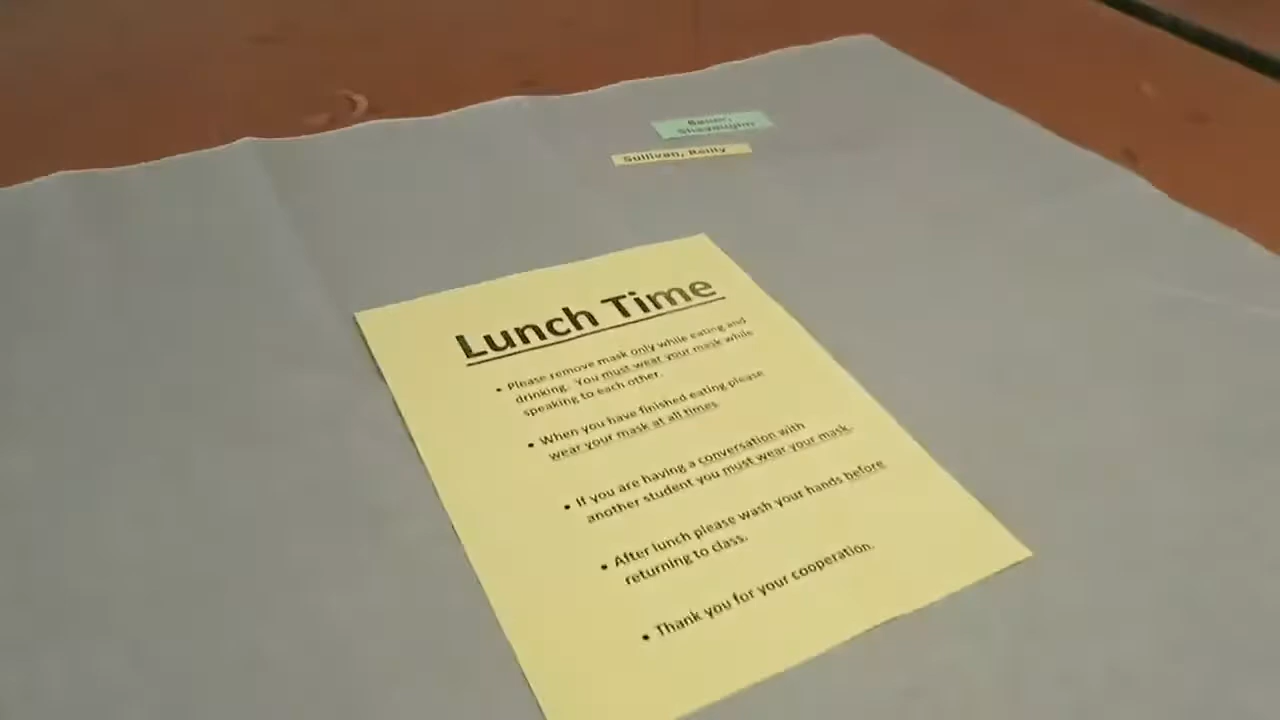 Shavaughn
Sullivan, Reilly
Lunch Time
• Please remove mask only while eating and
drinking. You must wear your mask while
speaking to each other.
• When you have finished eating please
wear your mask at all times.
• If you are having a conversation with
another student you must wear your mask.
• After lunch please wash your hands before
returning to class.
• Thank you for your cooperation.